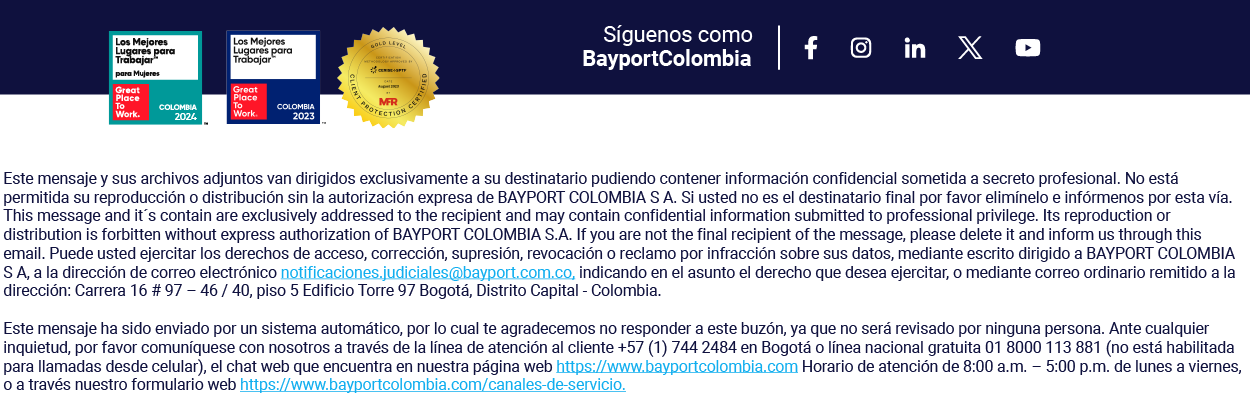 Los Mejores
Lugares para
Trabajar™
para Mujeres
Great
Place
To
Work.
COLOMBIA
2024
Los Mejores
Lugares para
Trabajar™
Great
Place
To
Work.
COLOMBIA
2023
GOLD LEVEL
CERISE+SPTF
August 2023
MFR
CLIENT PROTECTION CERTIFIED
Síguenos como
BayportColombia
Este mensaje y sus archivos adjuntos van dirigidos exclusivamente a su destinatario pudiendo contener información confidencial sometida a secreto profesional. No está
permitida su reproducción o distribución sin la autorización expresa de BAYPORT COLOMBIA S A. Si usted no es el destinatario final por favor elimínelo e infórmenos por esta vía.
This message and it´s contain are exclusively addressed to the recipient and may contain confidential information submitted to professional privilege. Its reproduction or
distribution is forbitten without express authorization of BAYPORT COLOMBIA S.A. If you are not the final recipient of the message, please delete it and inform us through this
email. Puede usted ejercitar los derechos de acceso, corrección, supresión, revocación o reclamo por infracción sobre sus datos, mediante escrito dirigido a BAYPORT COLOMBIA
S A, a la dirección de correo electrónico notificaciones.judiciales@bayport.com.co, indicando en el asunto el derecho que desea ejercitar, o mediante correo ordinario remitido a la
dirección: Carrera 16 # 97 – 46 / 40, piso 5 Edificio Torre 97 Bogotá, Distrito Capital - Colombia.
Este mensaje ha sido enviado por un sistema automático, por lo cual te agradecemos no responder a este buzón, ya que no será revisado por ninguna persona. Ante cualquier
inquietud, por favor comuníquese con nosotros a través de la línea de atención al cliente +57 (1) 744 2484 en Bogotá o línea nacional gratuita 01 8000 113 881 (no está habilitada
para llamadas desde celular), el chat web que encuentra en nuestra página web https://www.bayportcolombia.com Horario de atención de 8:00 a.m. – 5:00 p.m. de lunes a viernes,
o a través nuestro formulario web https://www.bayportcolombia.com/canales-de-servicio.